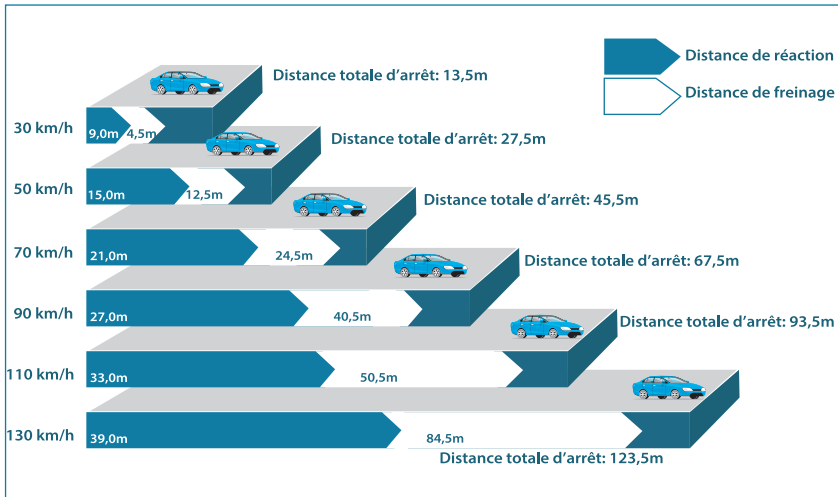 Distance de réaction
Distance de freinage
Distance totale d'arrêt: 13,5m
30 km/h
9,0m
4,5m
Distance totale d'arrêt: 27,5m
50 km/h
15,0m
12,5m
Distance totale d'arrêt: 45,5m
70 km/h
21,0m
24,5m
Distance totale d'arrêt: 67,5m
90 km/h
27,0m
40,5m
Distance totale d'arrêt: 93,5m
110 km/h
33,0m
50,5m
130 km/h
39,0m
84,5m
Distance totale d'arrêt: 123,5m